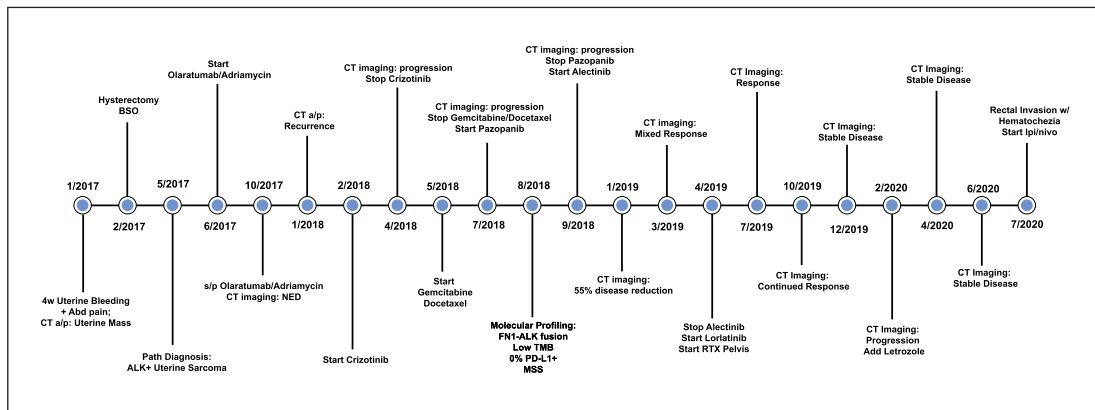 1/2017
4w Uterine Bleeding
+ Abd pain;
CT a/p: Uterine Mass
Hysterectomy
BSO
2/2017
5/2017
Path Diagnosis:
ALK+ Uterine Sarcoma
Start
Olaratumab/Adriamycin
6/2017
10/2017
s/p Olaratumab/Adriamycin
CT imaging: NED
CT a/p:
Recurrence
1/2018
2/2018
Start Crizotinib
CT imaging: progression
Stop Crizotinib
4/2018
5/2018
Start
Gemcitabine
Docetaxel
CT imaging: progression
Stop Gemcitabine/Docetaxel
Start Pazopanib
7/2018
8/2018
Molecular Profiling:
FN1-ALK fusion
Low TMB
0% PD-L1+
MSS
CT imaging: progression
Stop Pazopanib
Start Alectinib
9/2018
1/2019
CT imaging:
55% disease reduction
CT imaging:
Mixed Response
3/2019
4/2019
Stop Alectinib
Start Lorlatinib
Start RTX Pelvis
CT Imaging:
Response
7/2019
10/2019
CT Imaging:
Continued Response
CT Imaging:
Stable Disease
12/2019
2/2020
CT Imaging:
Progression
Add Letrozole
CT Imaging:
Stable Disease
4/2020
6/2020
CT Imaging:
Stable Disease
Rectal Invasion w/
Hematochezia
Start Ipi/nivo
7/2020